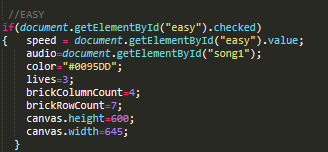 //EASY
if(document.getElementById("easy").checked)
{   speed = document.getElementById("easy").value;
audio=document.getElementById("song1");
color="#0095DD";
lives=3;
brickColumnCount=4;
brickRowCount=7;
canvas.height=600;
canvas.width=645;
}